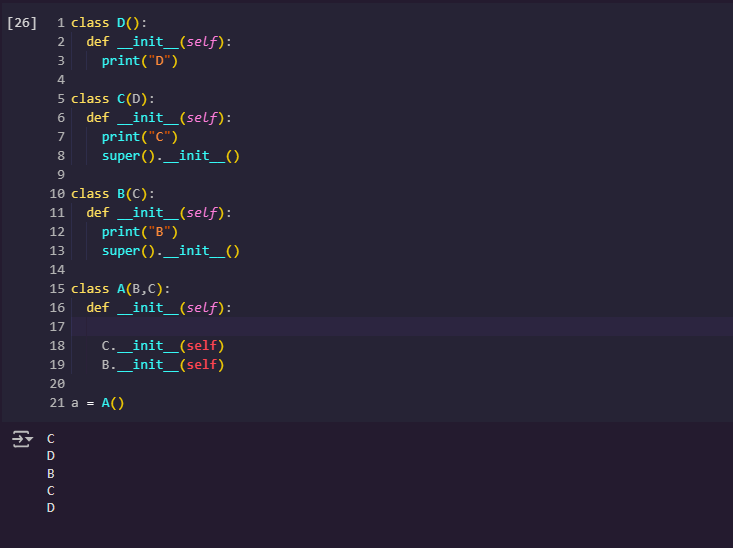 [26] 1 class D():
2 def __init__(self):
3 print("D")
4
5 class C(D):
6 def __init__(self):
7 print("C")
8 super().__init__()
9
10 class B(C):
11 def __init__(self):
12 print("B")
13 super().__init__()
14
15 class A(B,C):
16 def __init__(self):
17
18 C.__init__(self)
19 B.__init__(self)
20
21 a = A()
C
D
B
C
D